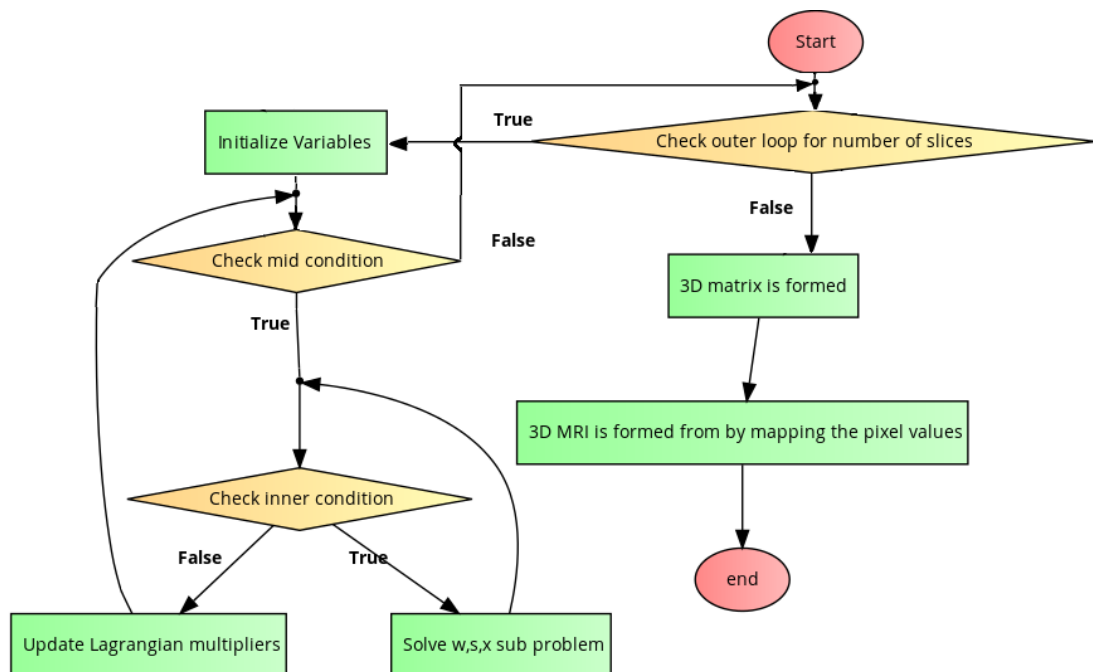 Start
Check outer loop for number of slices
True
Initialize Variables
False
Check mid condition
False
3D matrix is formed
True
3D MRI is formed from by mapping the pixel values
Check inner condition
False
True
end
Update Lagrangian multipliers
Solve w,s,x sub problem